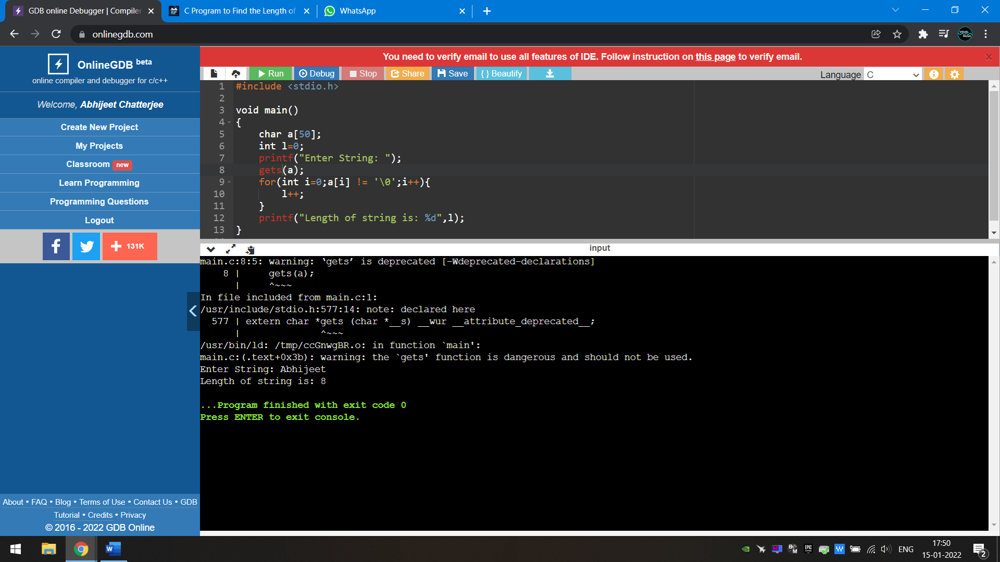 GDB online Debugger | Compiler
C Program to Find the Length of
WhatsApp
onlinegdb.com
OnlineGDB beta
online compiler and debugger for c/c++
Welcome, Abhijeet Chatterjee
Create New Project
My Projects
Classroom new
Learn Programming
Programming Questions
Logout
131K
You need to verify email to use all features of IDE. Follow instruction on this page to verify email.
Run Debug Stop Share Save { } Beautify
Language C
1 #include <stdio.h>
2
3 void main()
4 {
5 char a[50];
6 int l=0;
7 printf("Enter String: ");
8 gets(a);
9 for(int i=0;a[i] != '\0';i++){
10 l++;
11 }
12 printf("Length of string is: %d",l);
13 }
input
main.c:8:5: warning: ‘gets’ is deprecated [-Wdeprecated-declarations]
8 | gets(a);
| ^~~~
In file included from main.c:1:
/usr/include/stdio.h:577:14: note: declared here
577 | extern char *gets (char *__s) __wur __attribute_deprecated__;
| ^~~~
/usr/bin/ld: /tmp/ccGnwgBR.o: in function `main':
main.c:(.text+0x3b): warning: the `gets' function is dangerous and should not be used.
Enter String: Abhijeet
Length of string is: 8
...Program finished with exit code 0
Press ENTER to exit console.
About • FAQ • Blog • Terms of Use • Contact Us • GDB
Tutorial • Credits • Privacy
© 2016 - 2022 GDB Online
ENG
17:50
15-01-2022
2